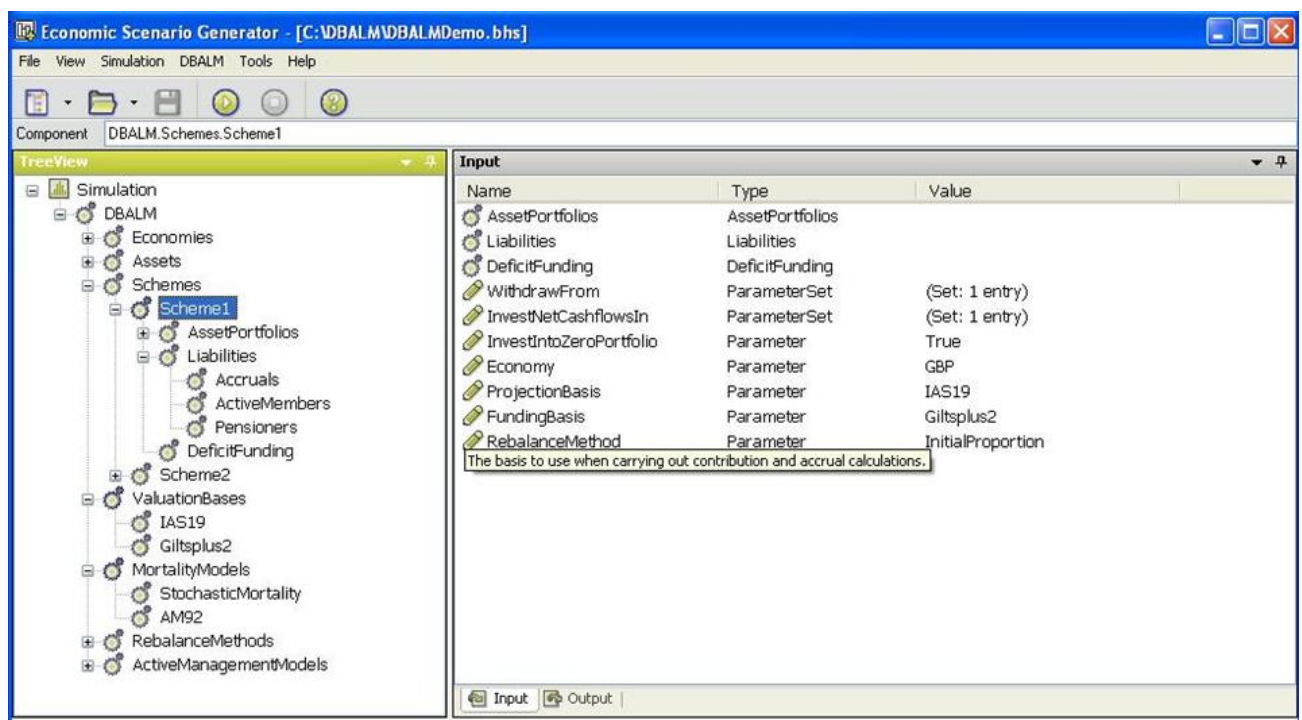 Economic Scenario Generator - [C:\DBALM\DBALMDemo.bhs]
File View Simulation DBALM Tools Help
Component DBALM.Schemes.Scheme1
TreeView
Simulation
DBALM
Economies
Assets
Schemes
Scheme1
AssetPortfolios
Liabilities
Accruals
ActiveMembers
Pensioners
DeficitFunding
Scheme2
ValuationBases
IAS19
Giltsplus2
MortalityModels
StochasticMortality
AM92
RebalanceMethods
ActiveManagementModels
Input
Name Type Value
AssetPortfolios AssetPortfolios
Liabilities Liabilities
DeficitFunding DeficitFunding
WithdrawFrom ParameterSet (Set: 1 entry)
InvestNetCashflowsIn ParameterSet (Set: 1 entry)
InvestIntoZeroPortfolio Parameter True
Economy Parameter GBP
ProjectionBasis Parameter IAS19
FundingBasis Parameter Giltsplus2
RebalanceMethod Parameter InitialProportion
The basis to use when carrying out contribution and accrual calculations.
Input Output